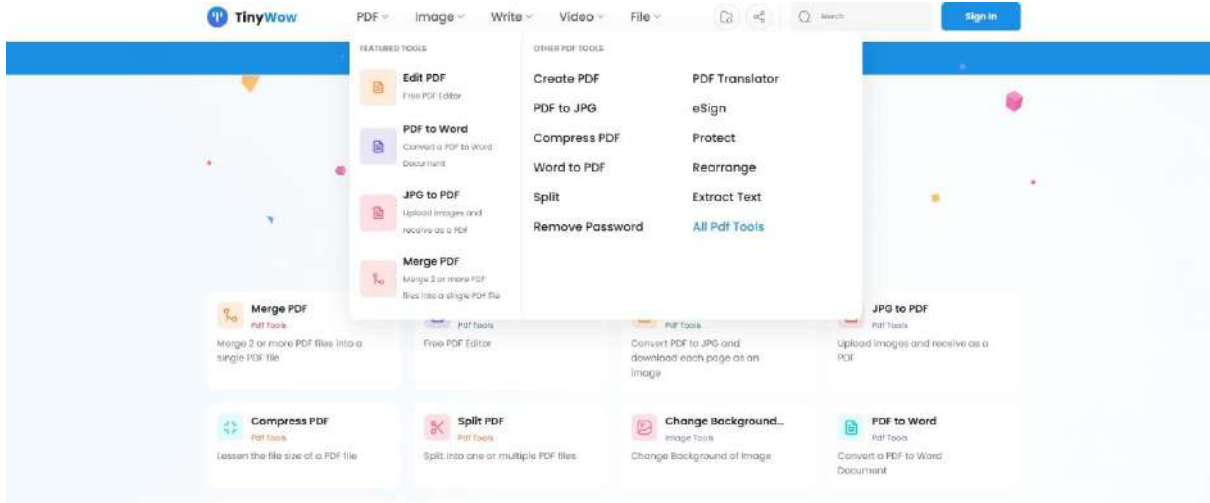 TinyWow
PDF Image Write Video File Search Sign In
FEATURED TOOLS
Edit PDF
Free PDF Editor
PDF to Word
Convert a PDF to Word
Document
JPG to PDF
Upload images and
receive as a PDF
Merge PDF
Merge 2 or more PDF
files into a single PDF file
OTHER PDF TOOLS
Create PDF
PDF to JPG
Compress PDF
Word to PDF
Split
Remove Password
PDF Translator
eSign
Protect
Rearrange
Extract Text
All Pdf Tools
Merge PDF
Pdf Tools
Merge 2 or more PDF files into a
single PDF file
Pdf Tools
Free PDF Editor
Pdf Tools
Convert PDF to JPG and
download each page as an
image
JPG to PDF
Pdf Tools
Upload images and receive as a
PDF
Compress PDF
Pdf Tools
Lessen the file size of a PDF file
Split PDF
Pdf Tools
Split into one or multiple PDF files
Change Background...
Image Tools
Change Background of Image
PDF to Word
Pdf Tools
Convert a PDF to Word
Document